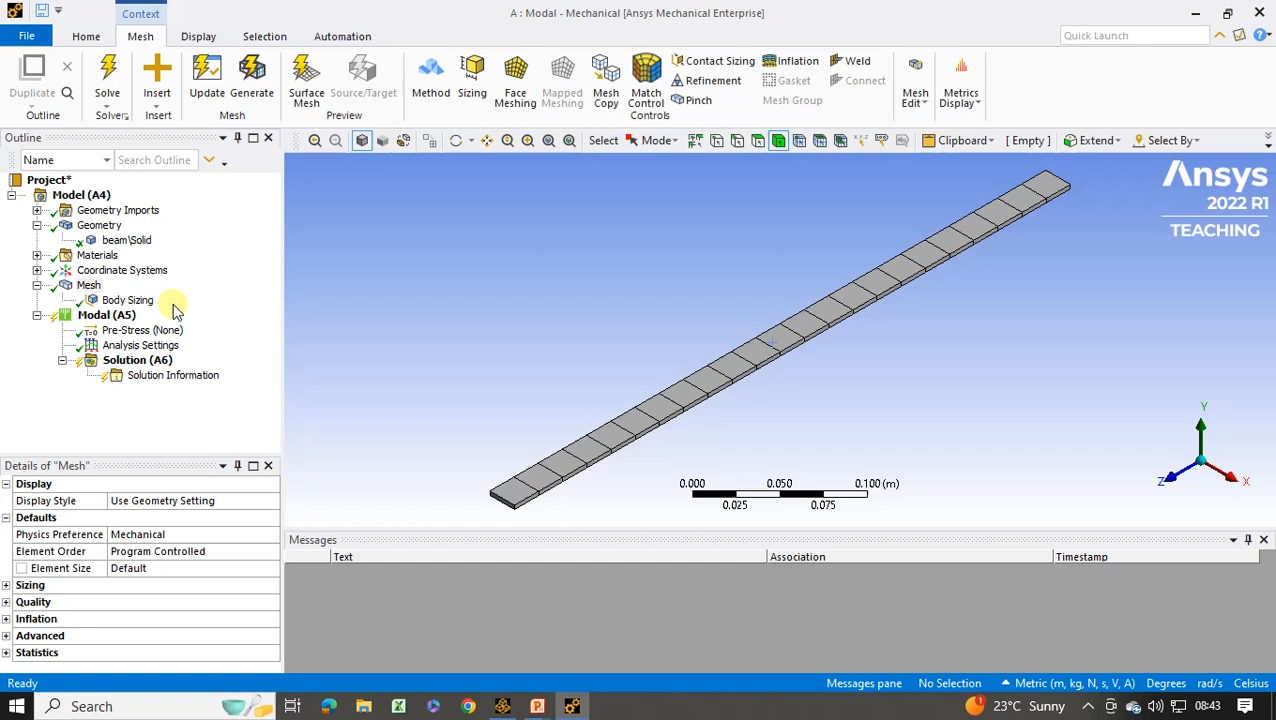 Context
A : Modal - Mechanical [Ansys Mechanical Enterprise]
File Home Mesh Display Selection Automation Quick Launch
Duplicate Solve Insert Update Generate Surface Mesh Source/Target Method Sizing Face Meshing Mapped Meshing Mesh Copy Match Control Contact Sizing Refinement Pinch Inflation Gasket Mesh Group Weld Connect Mesh Edit Metrics Display
Outline Solver Insert Mesh Preview Controls
Outline
Select Mode Clipboard [ Empty ] Extend Select By
Name Search Outline
Project*
Model (A4)
Geometry Imports
Geometry
beam\Solid
Materials
Coordinate Systems
Mesh
Body Sizing
Modal (A5)
Pre-Stress (None)
Analysis Settings
Solution (A6)
Solution Information
Ansys
2022 R1
TEACHING
Y
Z
X
0.000 0.050 0.100 (m)
0.025 0.075
Details of "Mesh"
Display
Display Style Use Geometry Setting
Defaults
Physics Preference Mechanical
Element Order Program Controlled
Element Size Default
Sizing
Quality
Inflation
Advanced
Statistics
Messages
Text Association Timestamp
Ready Messages pane No Selection Metric (m, kg, N, s, V, A) Degrees rad/s Celsius
Search 23°C Sunny 08:43